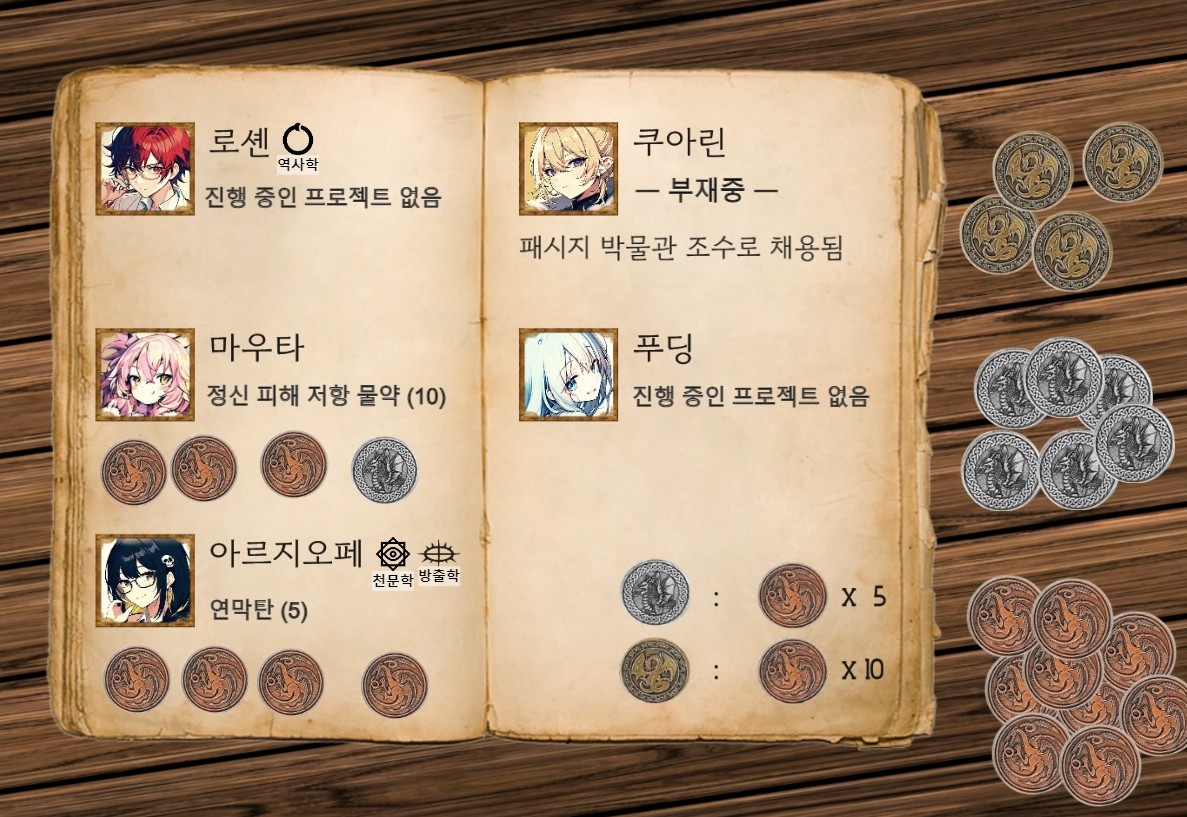 로셴
역사학
진행 중인 프로젝트 없음
마우타
정신 피해 저항 물약 (10)
아르지오페
천문학 방출학
연막탄 (5)
쿠아린
— 부재중 —
패시지 박물관 조수로 채용됨
푸딩
진행 중인 프로젝트 없음
: X 5
: X 10